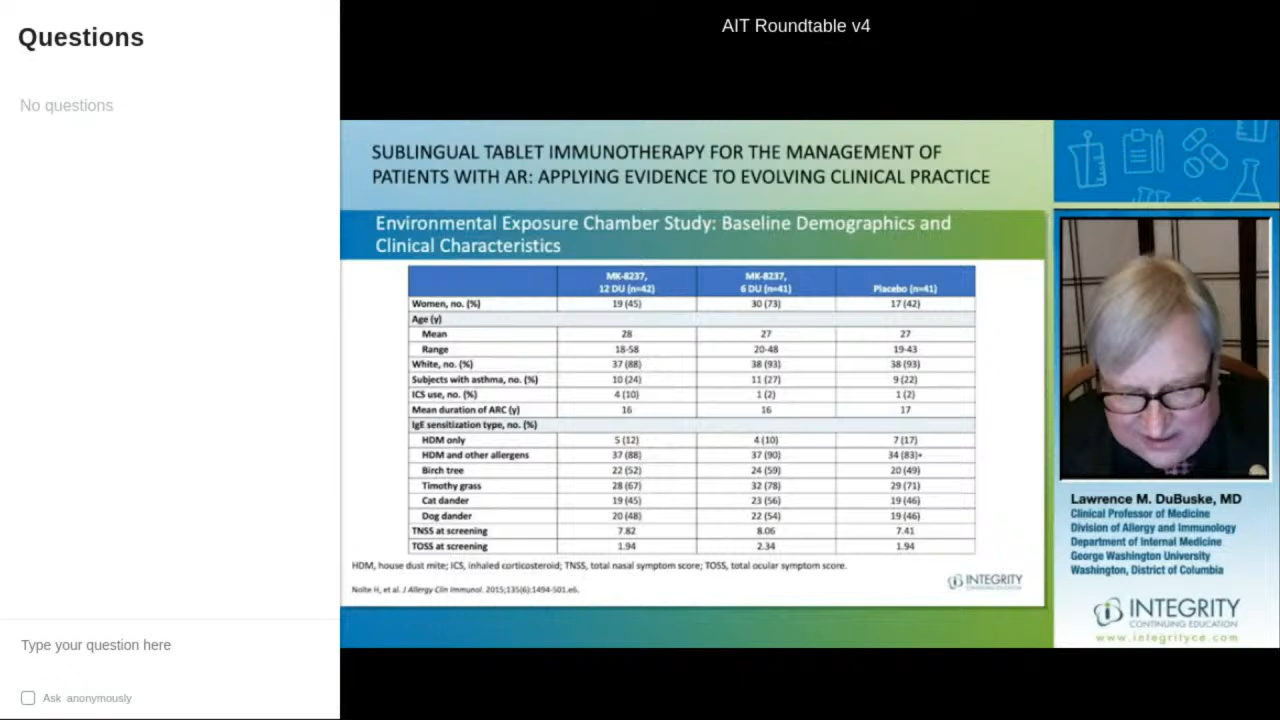 Questions
No questions
Type your question here
Ask anonymously
AIT Roundtable v4
SUBLINGUAL TABLET IMMUNOTHERAPY FOR THE MANAGEMENT OF
PATIENTS WITH AR: APPLYING EVIDENCE TO EVOLVING CLINICAL PRACTICE
Environmental Exposure Chamber Study: Baseline Demographics and
Clinical Characteristics
MK-8237, 12 DU (n=42) MK-8237, 6 DU (n=41) Placebo (n=41)
Women, no. (%) 19 (45) 30 (73) 17 (42)
Age (y)
Mean 28 27 27
Range 18-58 20-48 19-43
White, no. (%) 37 (88) 38 (93) 38 (93)
Subjects with asthma, no. (%) 10 (24) 11 (27) 9 (22)
ICS use, no. (%) 4 (10) 1 (2) 1 (2)
Mean duration of ARC (y) 16 16 17
IgE sensitization type, no. (%)
HDM only 5 (12) 4 (10) 7 (17)
HDM and other allergens 37 (88) 37 (90) 34 (83)
Birch tree 22 (52) 24 (59) 20 (49)
Timothy grass 28 (67) 32 (78) 29 (71)
Cat dander 19 (45) 23 (56) 19 (46)
Dog dander 20 (48) 22 (54) 19 (46)
TNSS at screening 7.82 8.06 7.41
TOSS at screening 1.94 2.34 1.94
HDM, house dust mite; ICS, inhaled corticosteroid; TNSS, total nasal symptom score; TOSS, total ocular symptom score.
Nolte H, et al. J Allergy Clin Immunol. 2015;135(6):1494-501.e6.
INTEGRITY
CONTINUING EDUCATION
Lawrence M. DuBuske, MD
Clinical Professor of Medicine
Division of Allergy and Immunology
Department of Internal Medicine
George Washington University
Washington, District of Columbia
INTEGRITY
CONTINUING EDUCATION
www.integrityce.com